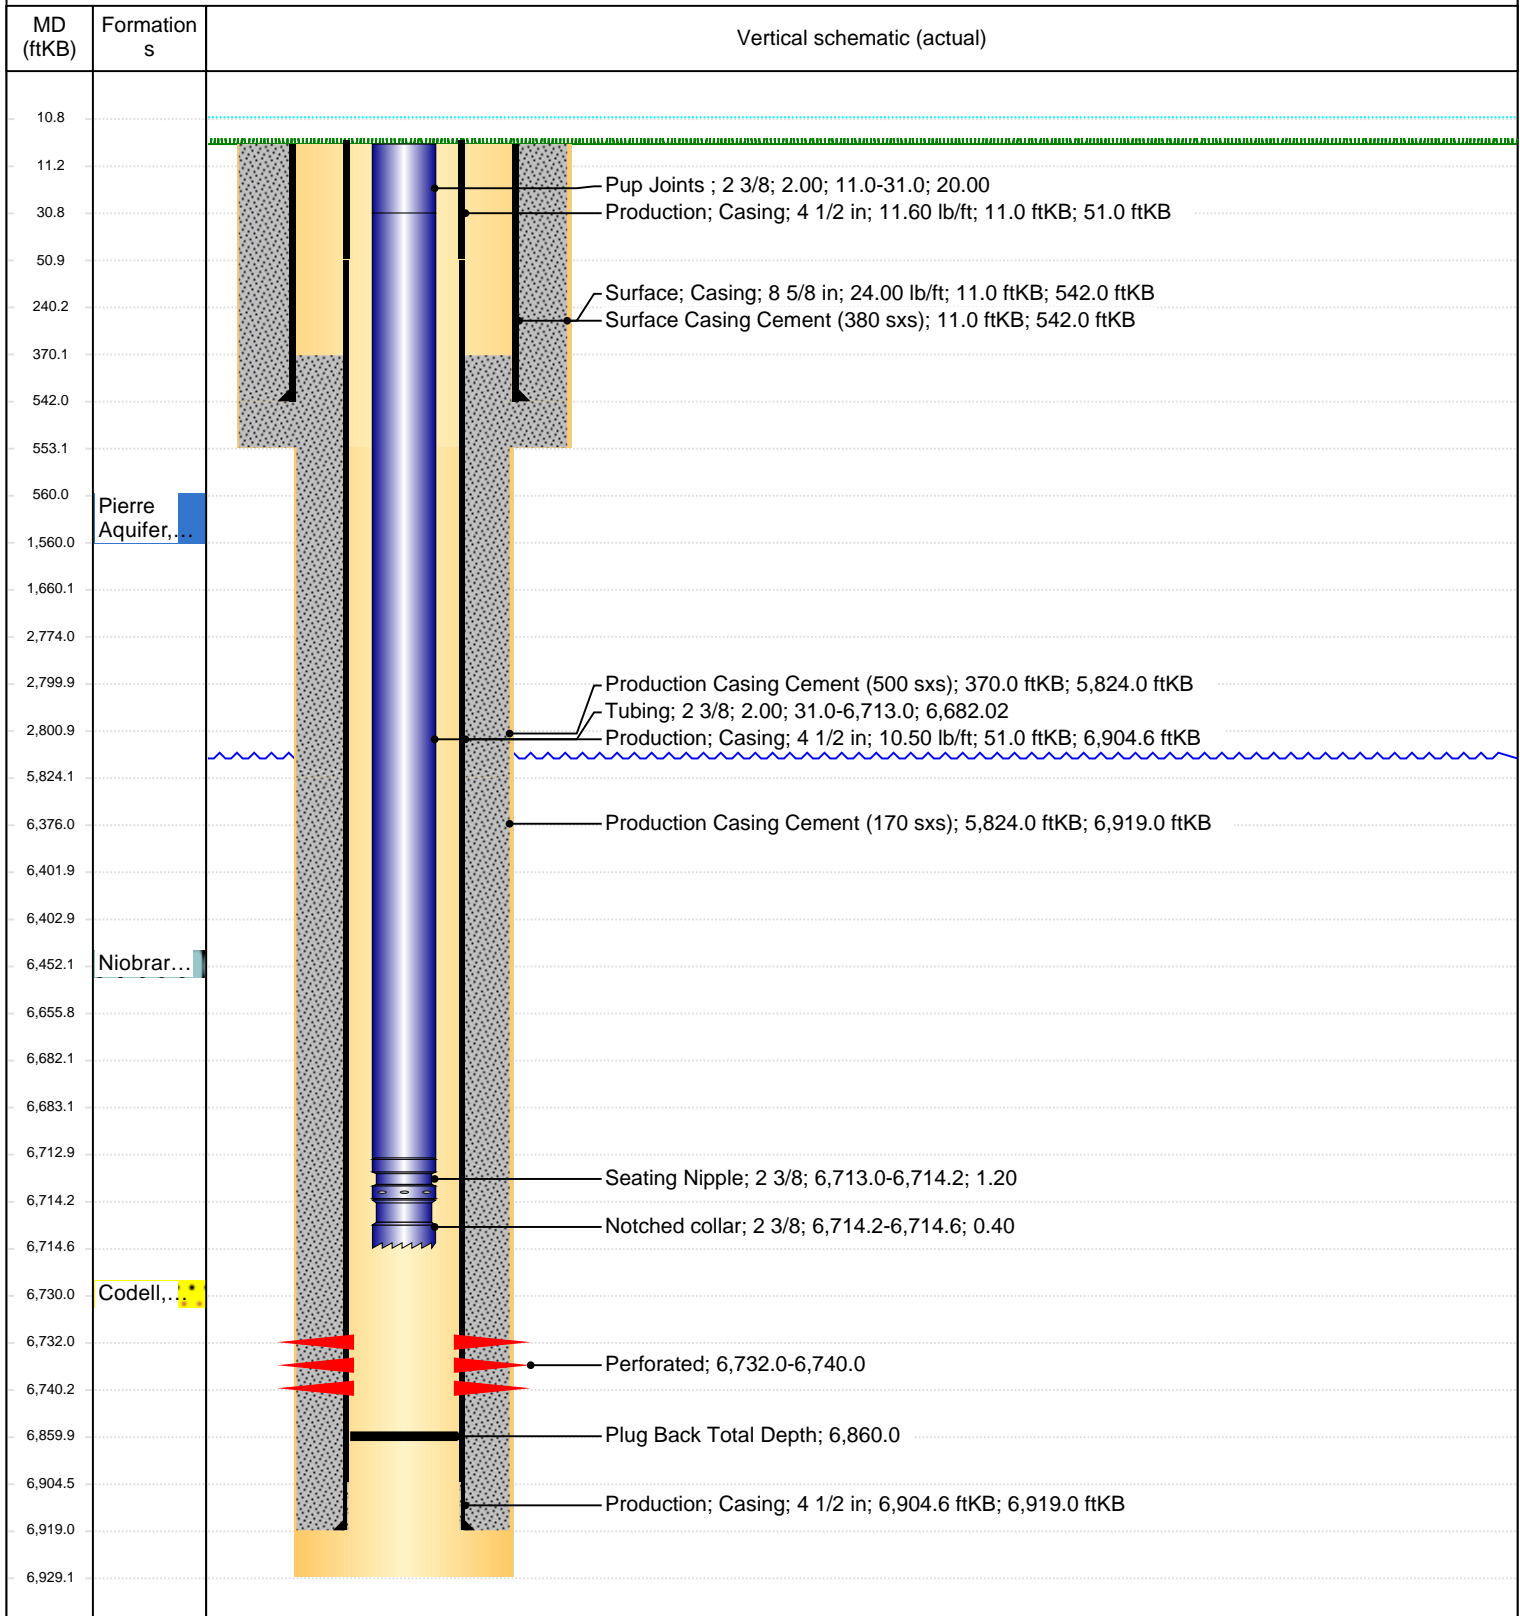 MD
(ftKB)
Formation
s
Vertical schematic (actual)
10.8
11.2
Pup Joints ; 2 3/8; 2.00; 11.0-31.0; 20.00
30.8
Production; Casing; 4 1/2 in; 11.60 lb/ft; 11.0 ftKB; 51.0 ftKB
50.9
Surface; Casing; 8 5/8 in; 24.00 lb/ft; 11.0 ftKB; 542.0 ftKB
240.2
Surface Casing Cement (380 sxs); 11.0 ftKB; 542.0 ftKB
370.1
542.0
553.1
560.0
Pierre
Aquifer,…
1,560.0
1,660.1
2,774.0
2,799.9
Production Casing Cement (500 sxs); 370.0 ftKB; 5,824.0 ftKB
Tubing; 2 3/8; 2.00; 31.0-6,713.0; 6,682.02
2,800.9
Production; Casing; 4 1/2 in; 10.50 lb/ft; 51.0 ftKB; 6,904.6 ftKB
5,824.1
6,376.0
Production Casing Cement (170 sxs); 5,824.0 ftKB; 6,919.0 ftKB
6,401.9
6,402.9
6,452.1
Niobrar…
6,655.8
6,682.1
6,683.1
6,712.9
Seating Nipple; 2 3/8; 6,713.0-6,714.2; 1.20
6,714.2
Notched collar; 2 3/8; 6,714.2-6,714.6; 0.40
6,714.6
6,730.0
Codell,…
6,732.0
Perforated; 6,732.0-6,740.0
6,740.2
6,859.9
Plug Back Total Depth; 6,860.0
6,904.5
Production; Casing; 4 1/2 in; 6,904.6 ftKB; 6,919.0 ftKB
6,919.0
6,929.1